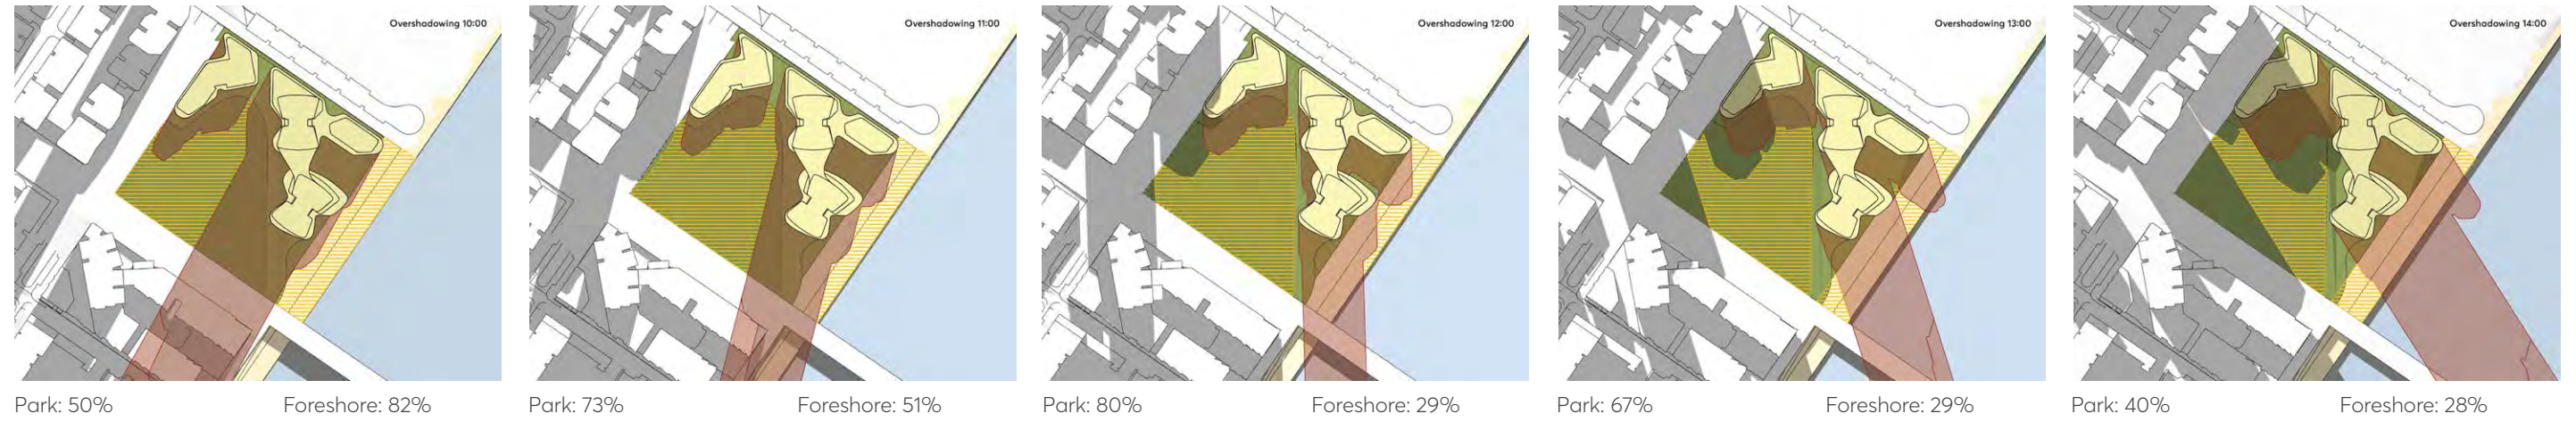 Overshadowing 10:00
Overshadowing 11:00
Overshadowing 12:00
Overshadowing 13:00
Overshadowing 14:00
Park: 50%
Foreshore: 82%
Park: 73%
Foreshore: 51%
Park: 80%
Foreshore: 29%
Park: 67%
Foreshore: 29%
Park: 40%
Foreshore: 28%